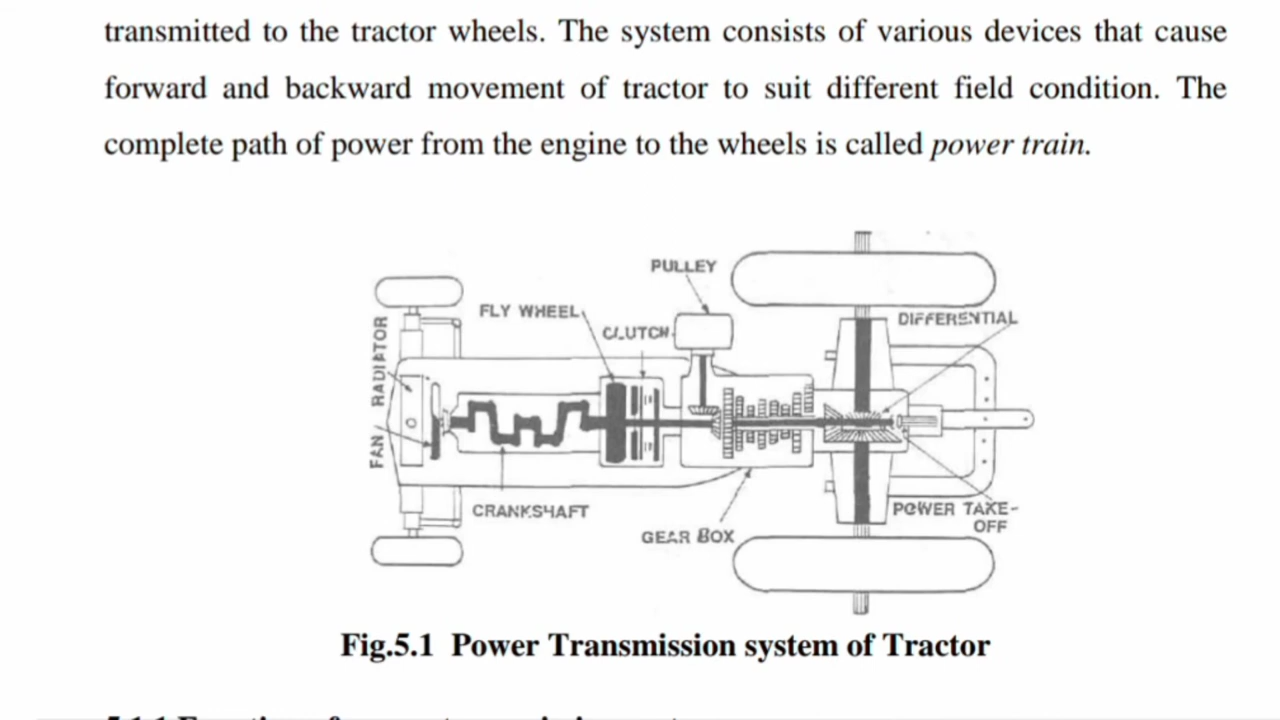 transmitted to the tractor wheels. The system consists of various devices that cause
forward and backward movement of tractor to suit different field condition. The
complete path of power from the engine to the wheels is called power train.
PULLEY
FLY WHEEL
CLUTCH
DIFFERENTIAL
RADIATOR
FAN
CRANKSHAFT
GEAR BOX
POWER TAKE-
OFF
Fig.5.1 Power Transmission system of Tractor